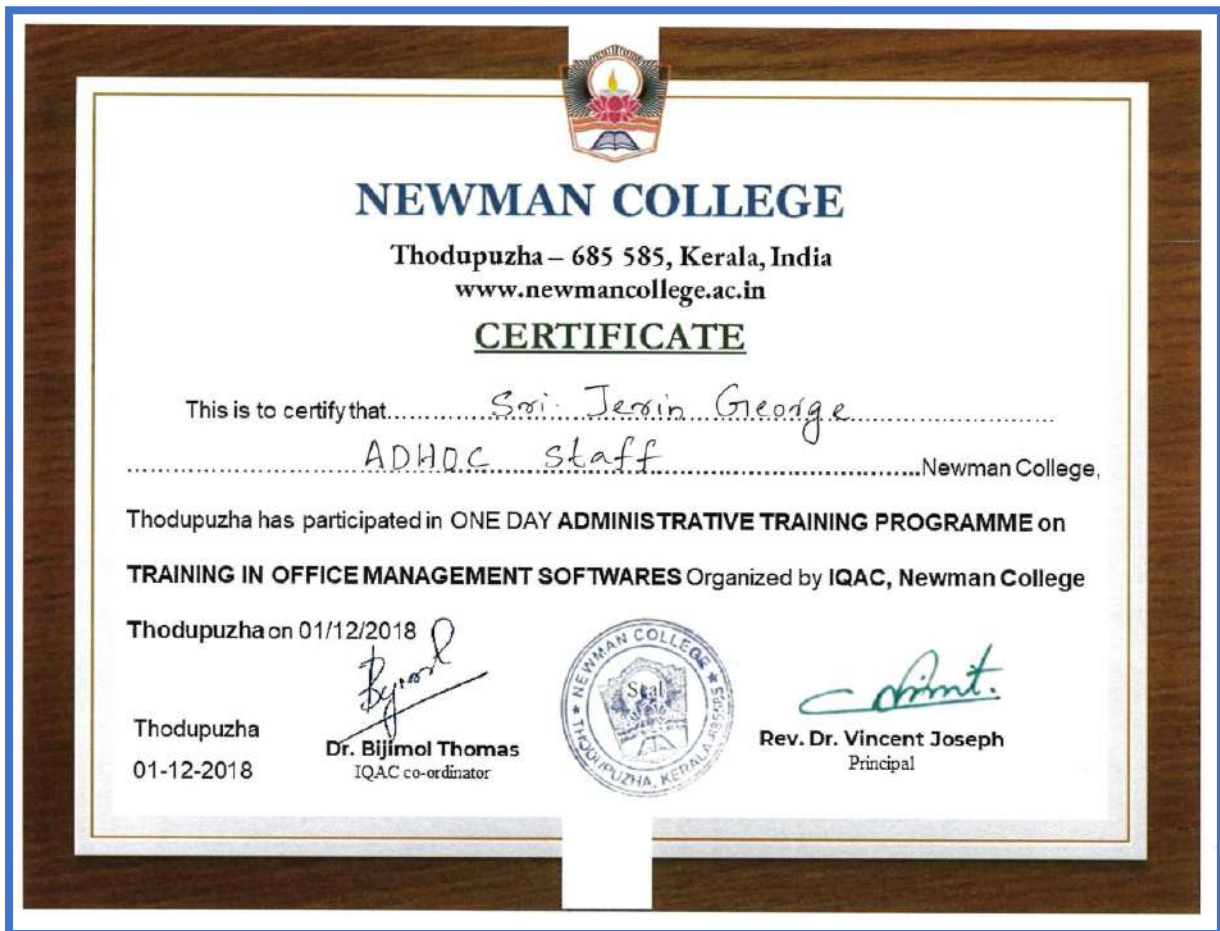 NEWMAN COLLEGE
Thodupuzha – 685 585, Kerala, India
www.newmancollege.ac.in
CERTIFICATE
This is to certify that.............Sri. Jerin George..............................
................................ADHOC Staff....................................Newman College,
Thodupuzha has participated in ONE DAY ADMINISTRATIVE TRAINING PROGRAMME on
TRAINING IN OFFICE MANAGEMENT SOFTWARES Organized by IQAC, Newman College
Thodupuzha on 01/12/2018
Thodupuzha
01-12-2018
Dr. Bijimol Thomas
IQAC co-ordinator
NEWMAN COLLEGE
Seal
THODUPUZHA, KERALA
Rev. Dr. Vincent Joseph
Principal